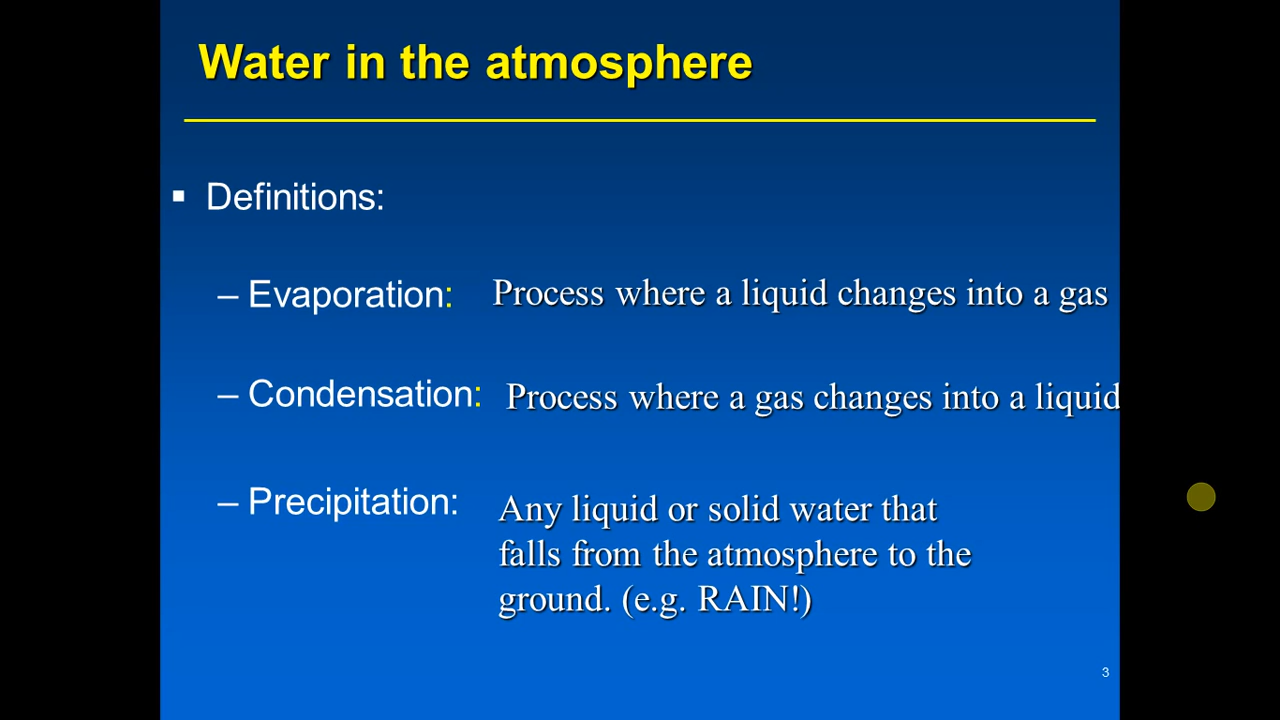 Water in the atmosphere
▪ Definitions:
– Evaporation: Process where a liquid changes into a gas
– Condensation: Process where a gas changes into a liquid
– Precipitation: Any liquid or solid water that
falls from the atmosphere to the
ground. (e.g. RAIN!)
3